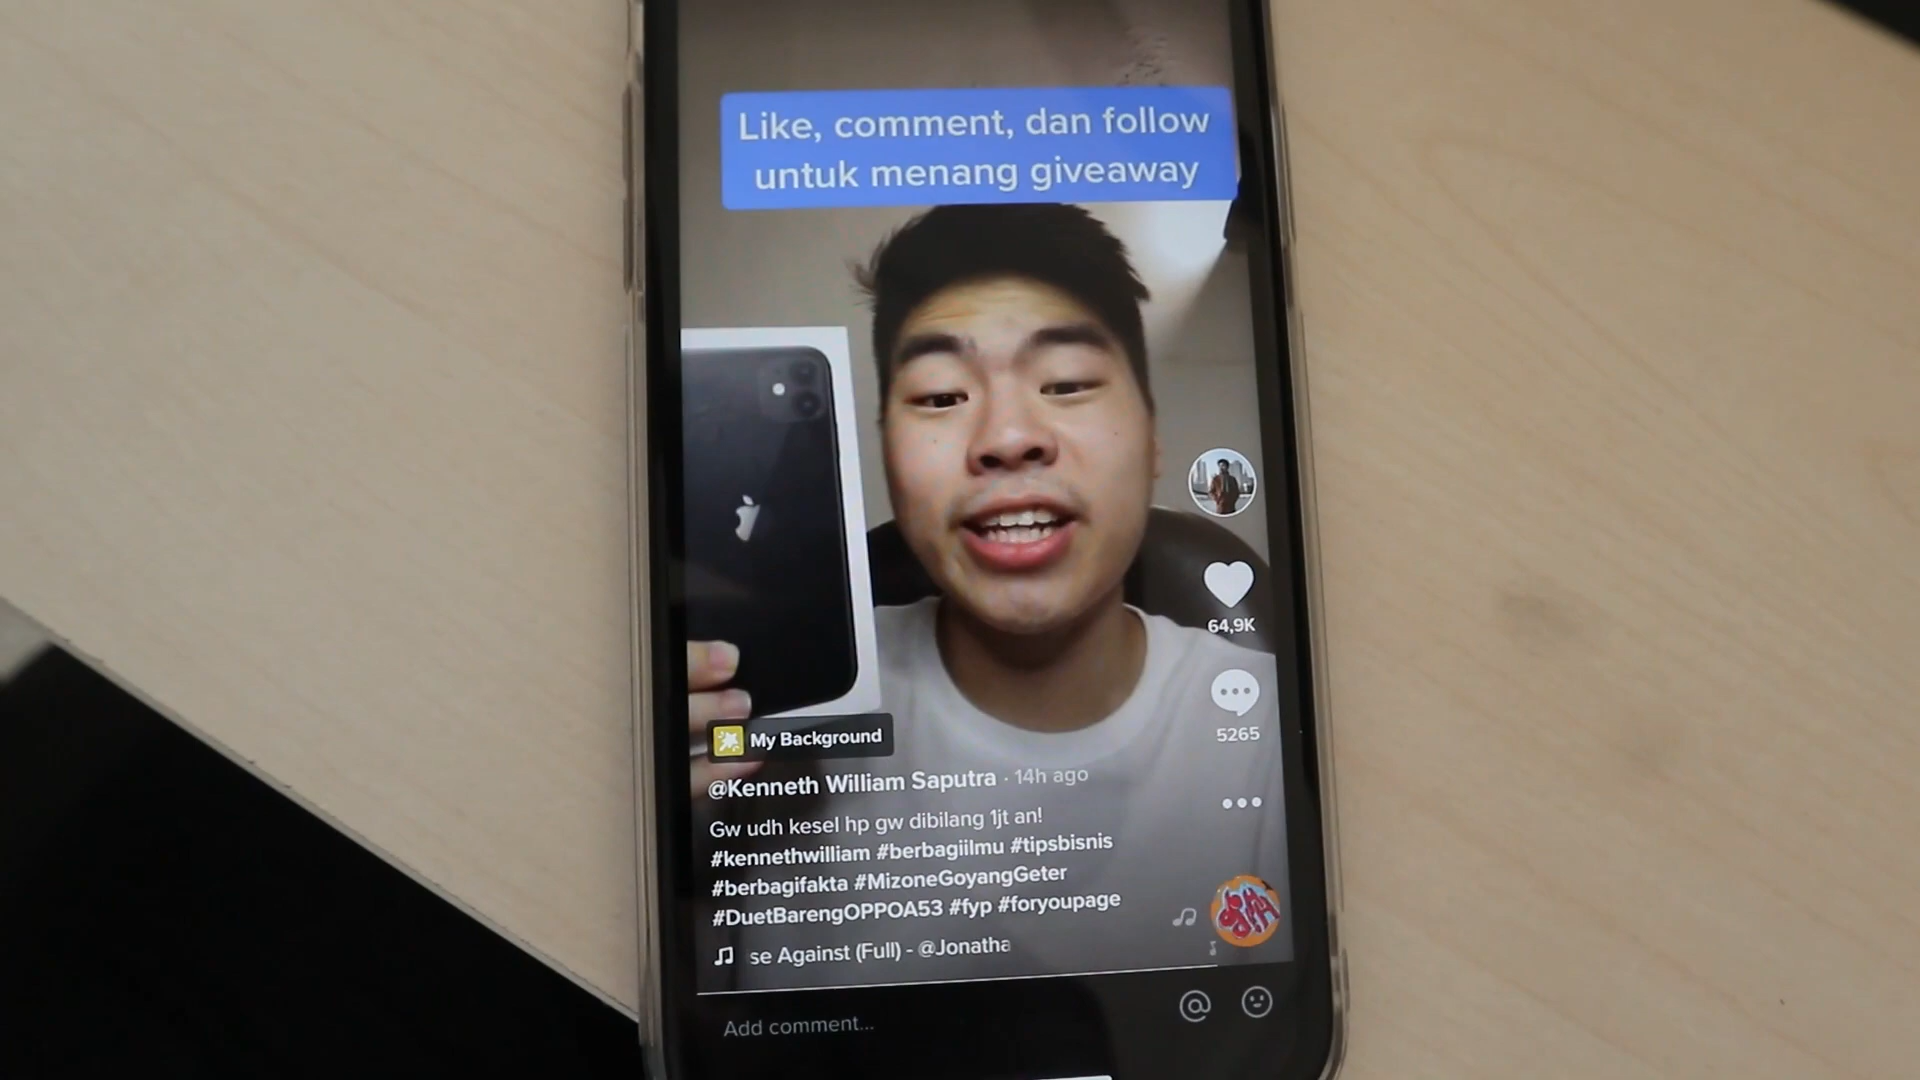 Like, comment, dan follow
untuk menang giveaway
64,9K
5265
My Background
@Kenneth William Saputra · 14h ago
Gw udh kesel hp gw dibilang 1jt an!
#kennethwilliam #berbagiilmu #tipsbisnis
#berbagifakta #MizoneGoyangGeter
#DuetBarengOPPOA53 #fyp #foryoupage
se Against (Full) - @Jonatha
Add comment...